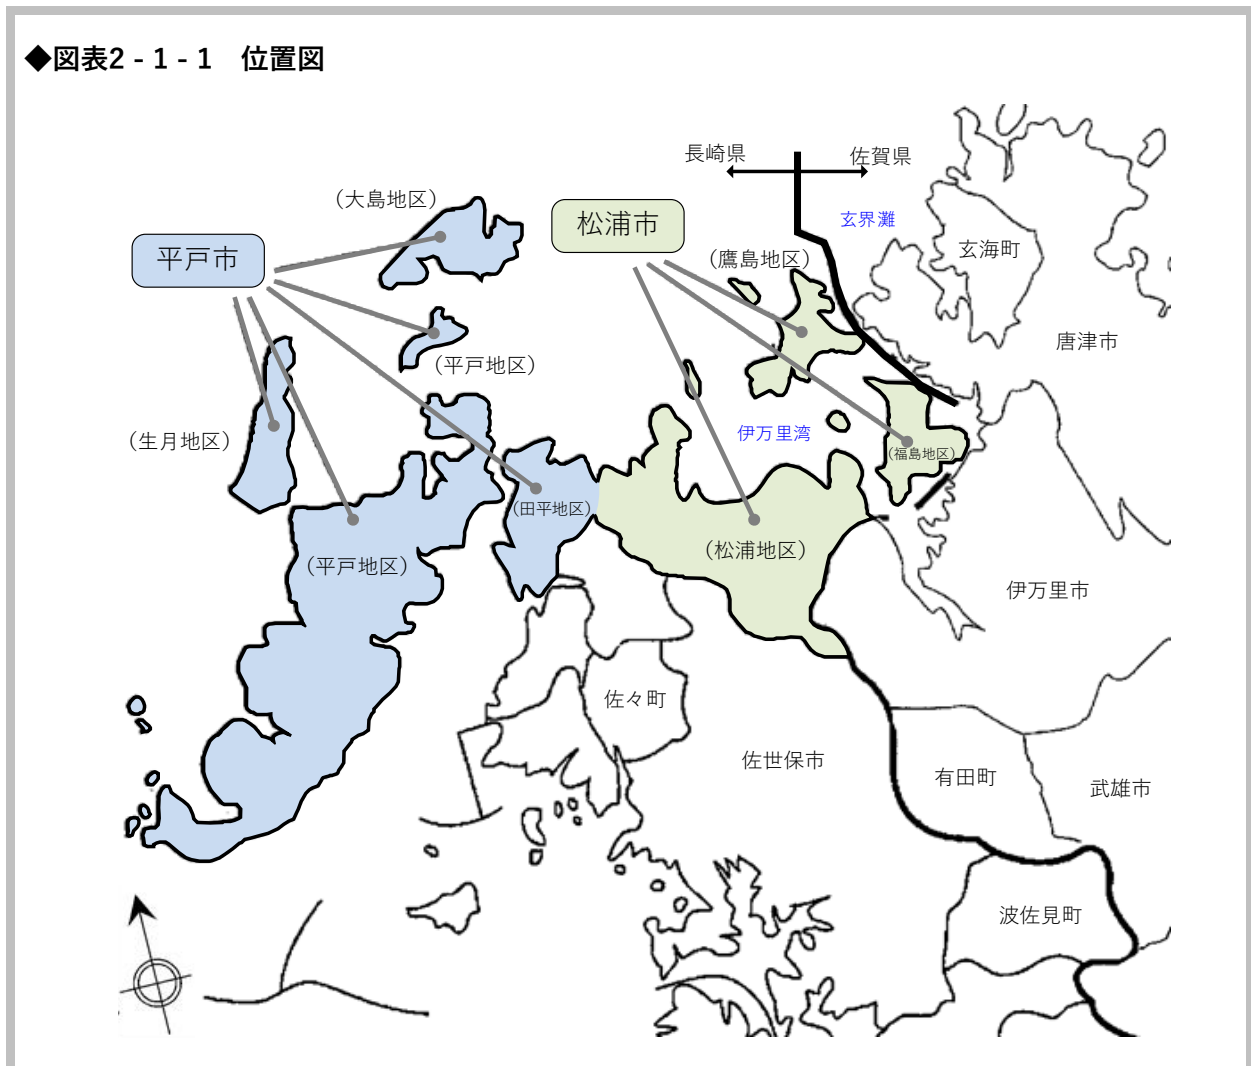 ◆図表2-1-1 位置図
長崎県
佐賀県
(大島地区)
松浦市
玄界灘
平戸市
(鷹島地区)
玄海町
唐津市
(平戸地区)
(生月地区)
伊万里湾
(福島地区)
(田平地区)
(松浦地区)
(平戸地区)
伊万里市
佐々町
佐世保市
有田町
武雄市
波佐見町